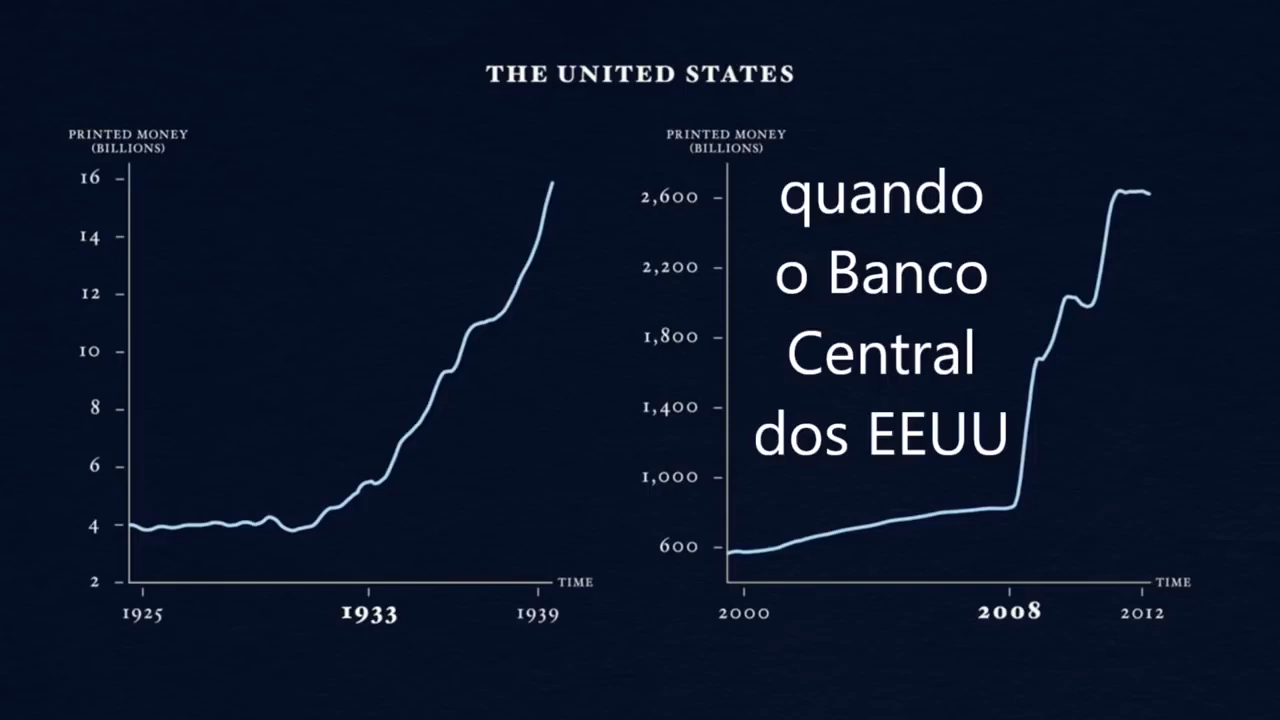 THE UNITED STATES
PRINTED MONEY
(BILLIONS)
16
14
12
10
8
6
4
2
TIME
1925
1933
1939
PRINTED MONEY
(BILLIONS)
2,600
2,200
1,800
1,400
1,000
600
TIME
2000
2008
2012
quando
o Banco
Central
dos EEUU